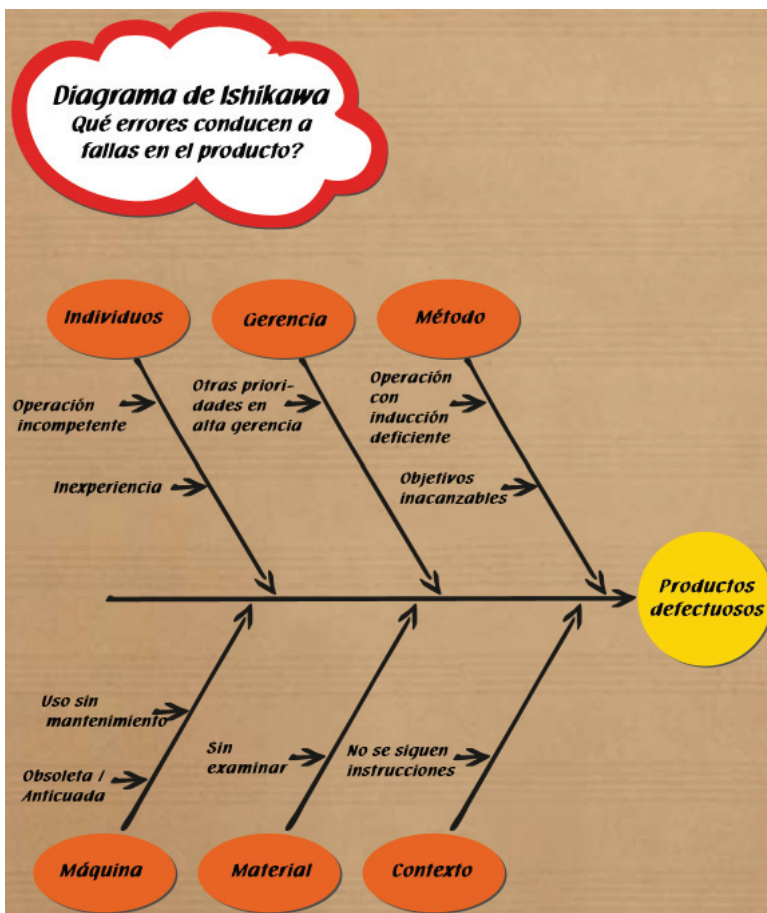 Diagrama de Ishikawa
Qué errores conducen a
fallas en el producto?
Individuos
Gerencia
Método
Operación
incompetente
Inexperiencia
Otras priori-
dades en
alta gerencia
Operación
con
inducción
deficiente
Objetivos
inacanzables
Productos
defectuosos
Uso sin
mantenimiento
Obsoleta /
Anticuada
Sin
examinar
No se siguen
instrucciones
Máquina
Material
Contexto